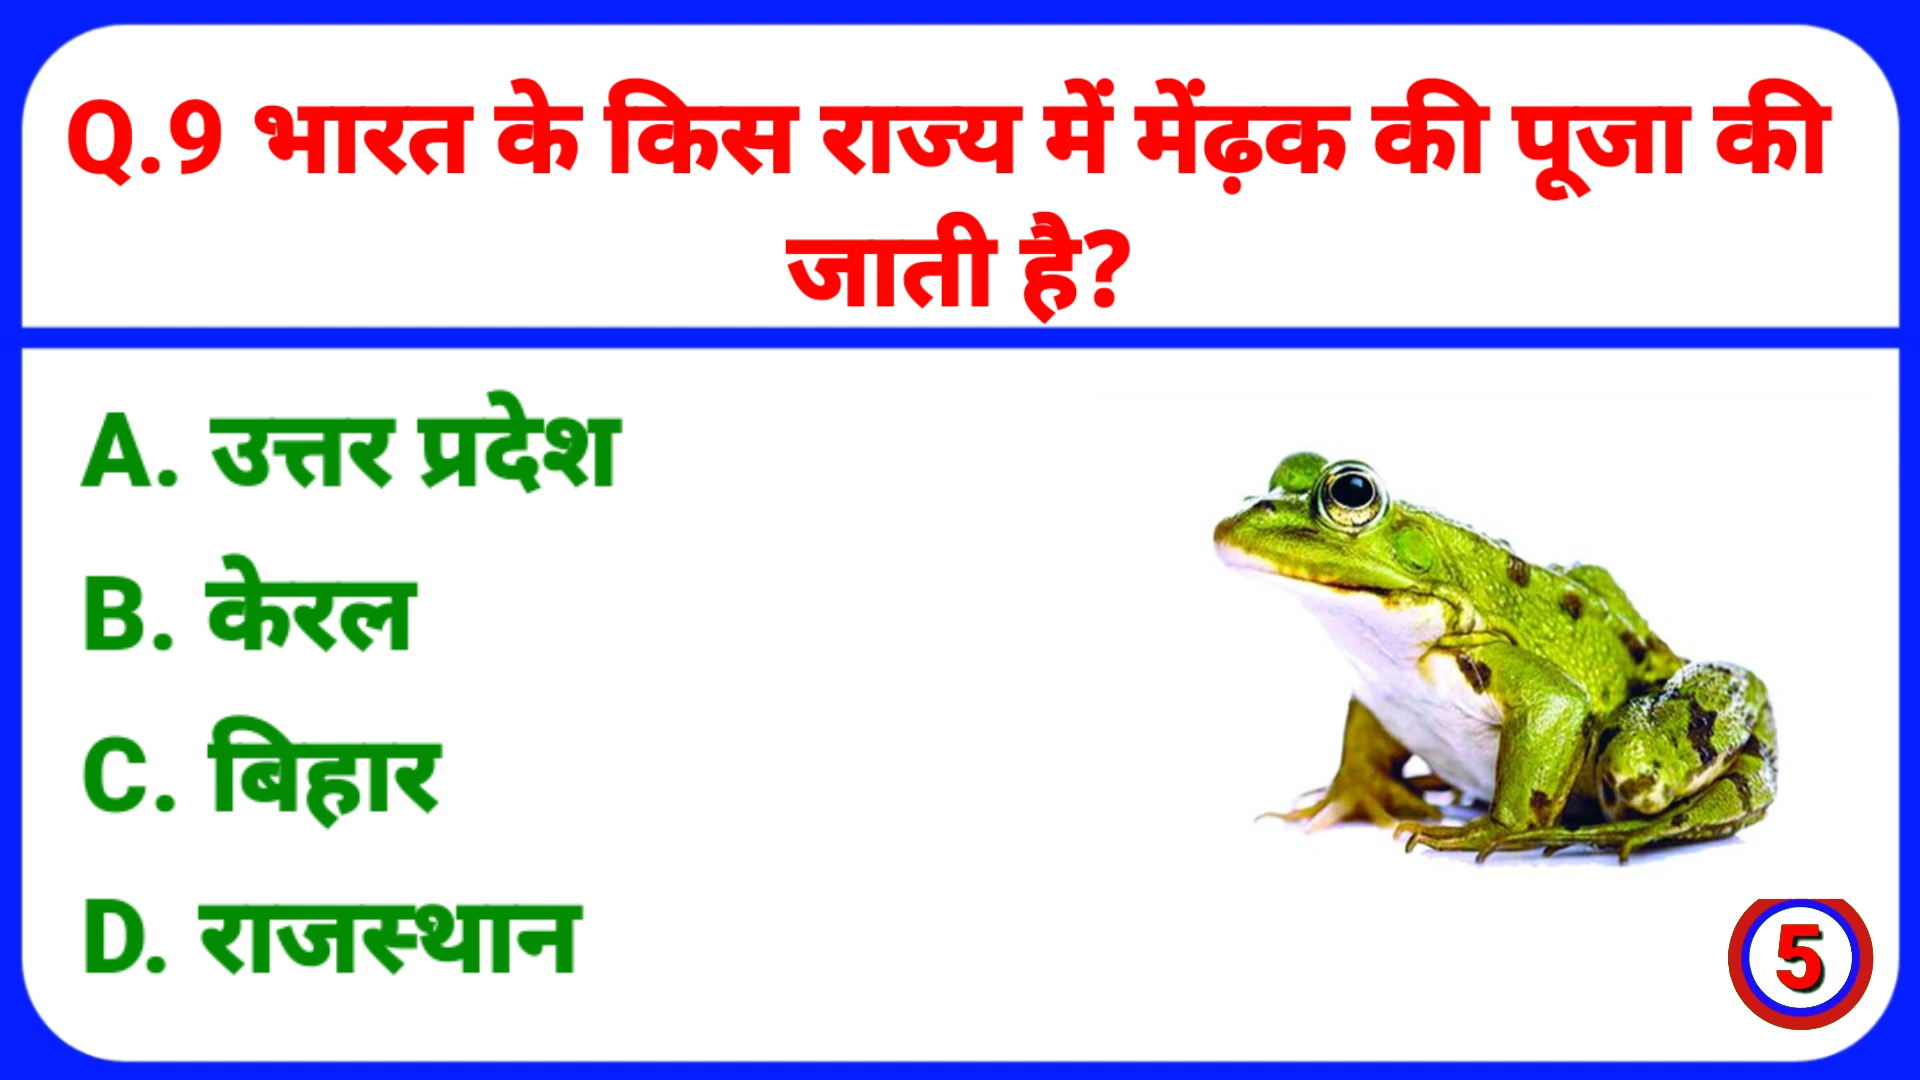 Q.9 भारत के किस राज्य में मेंढ़क की पूजा की
जाती है?
A. उत्तर प्रदेश
B. केरल
C. बिहार
D. राजस्थान
5